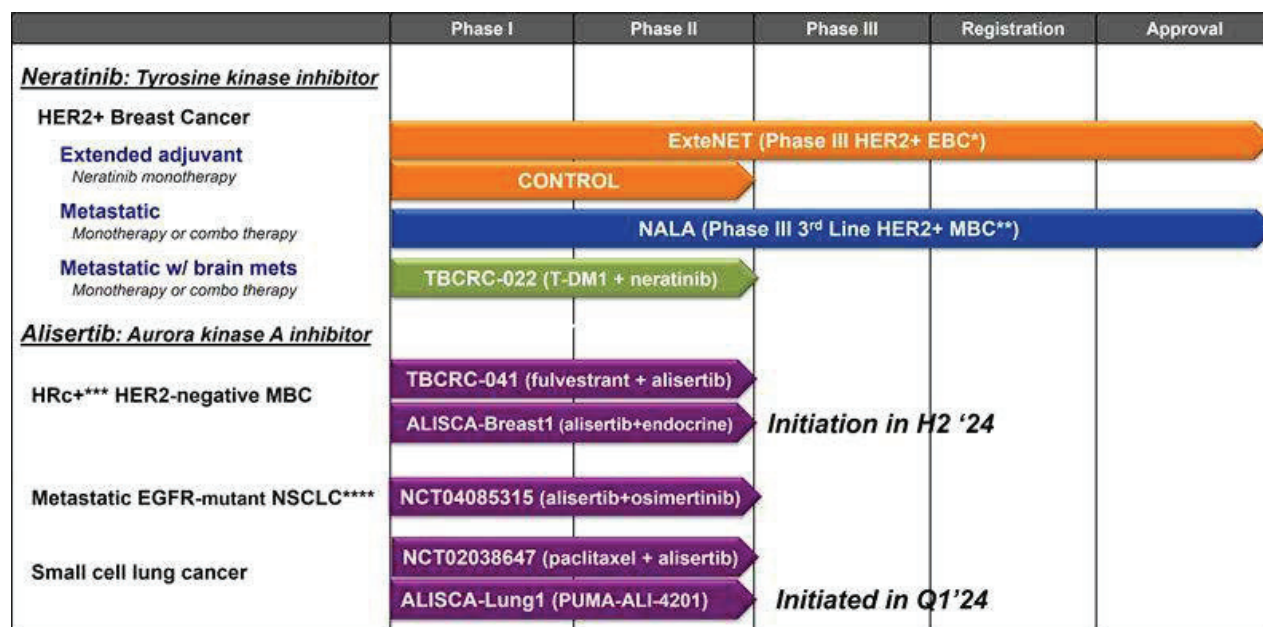 Phase I Phase II Phase III Registration Approval
Neratinib: Tyrosine kinase inhibitor
HER2+ Breast Cancer
ExteNET (Phase III HER2+ EBC*)
Extended adjuvant
Neratinib monotherapy
CONTROL
Metastatic
Monotherapy or combo therapy
NALA (Phase III 3rd Line HER2+ MBC**)
Metastatic w/ brain mets
Monotherapy or combo therapy
TBCRC-022 (T-DM1 + neratinib)
Alisertib: Aurora kinase A inhibitor
HRc+*** HER2-negative MBC
TBCRC-041 (fulvestrant + alisertib)
ALISCA-Breast1 (alisertib+endocrine) Initiation in H2 ‘24
Metastatic EGFR-mutant NSCLC**** NCT04085315 (alisertib+osimertinib)
Small cell lung cancer
NCT02038647 (paclitaxel + alisertib)
ALISCA-Lung1 (PUMA-ALI-4201) Initiated in Q1’24